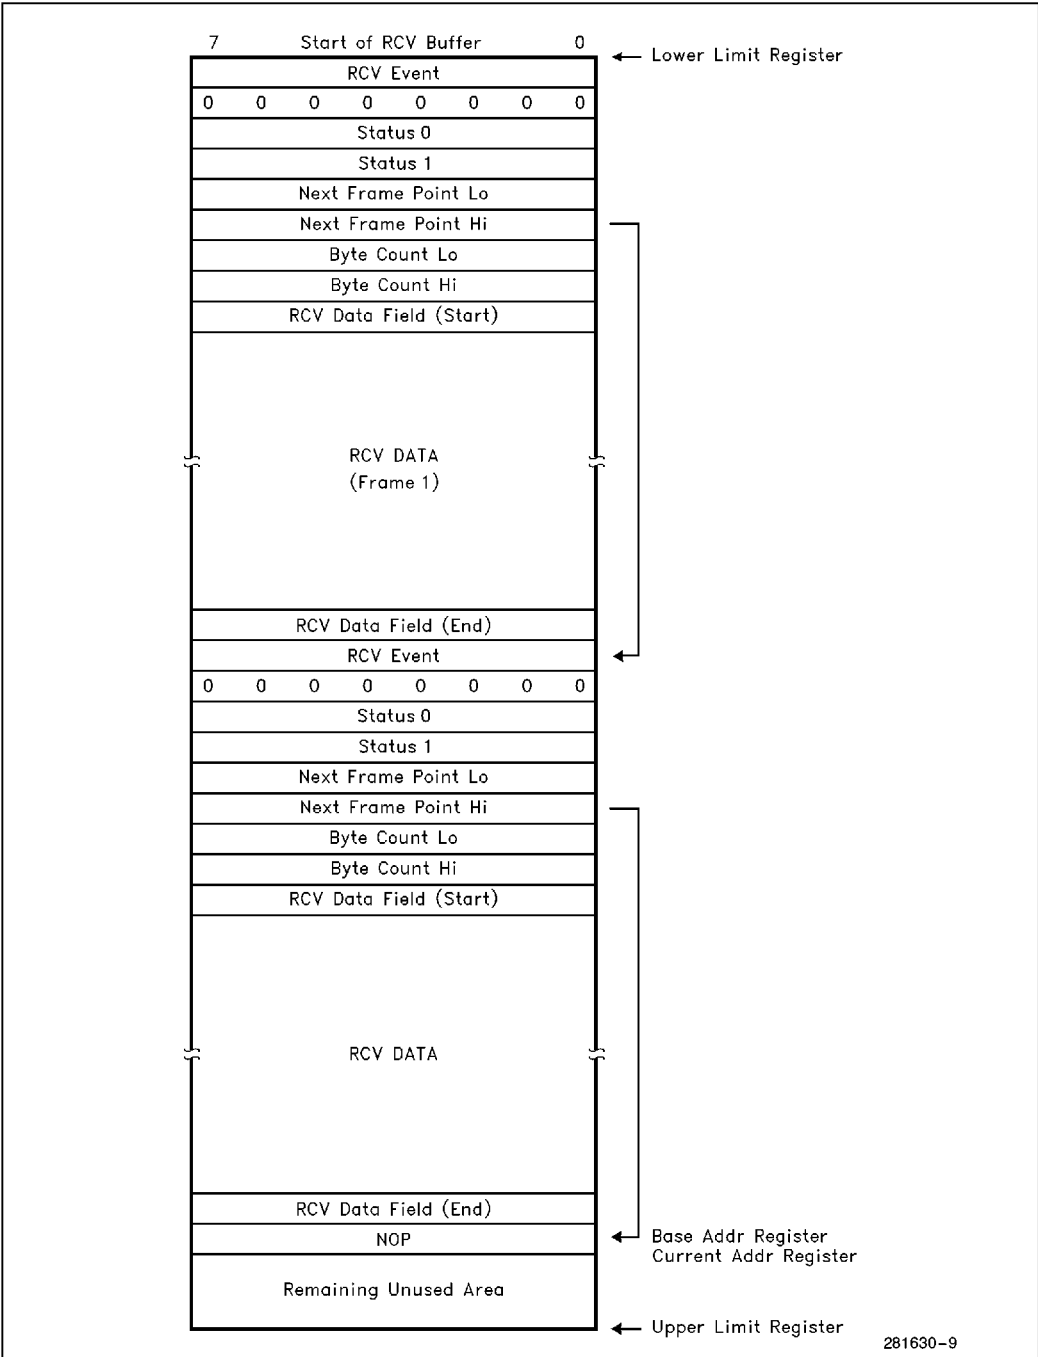 7 Start of RCV Buffer 0
Lower Limit Register
RCV Event
0 0 0 0 0 0 0 0
Status 0
Status 1
Next Frame Point Lo
Next Frame Point Hi
Byte Count Lo
Byte Count Hi
RCV Data Field (Start)
RCV DATA
(Frame 1)
RCV Data Field (End)
RCV Event
0 0 0 0 0 0 0 0
Status 0
Status 1
Next Frame Point Lo
Next Frame Point Hi
Byte Count Lo
Byte Count Hi
RCV Data Field (Start)
RCV DATA
RCV Data Field (End)
NOP
Base Addr Register
Current Addr Register
Remaining Unused Area
Upper Limit Register
281630-9